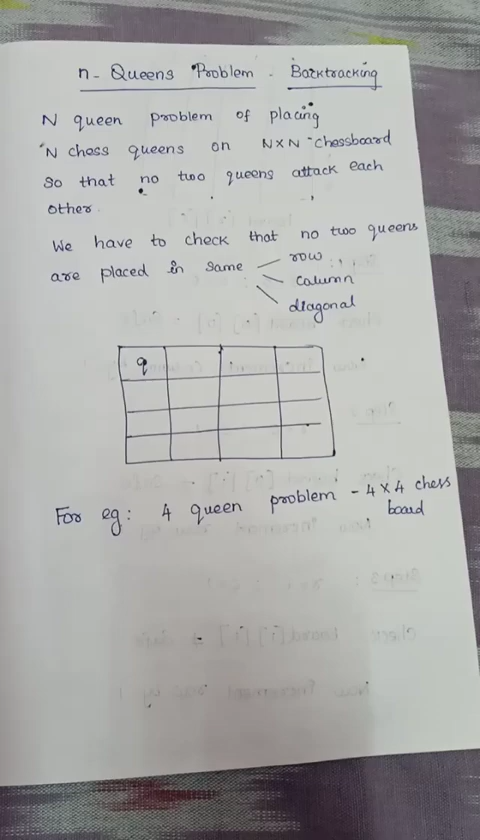 n - Queens Problem - Backtracking
N queen problem of placing
N chess queens on N×N chessboard
So that no two queens attack each
other.
We have to check that no two queens
are placed in same
row
column
diagonal
q
For eg: 4 queen problem - 4×4 chess
board